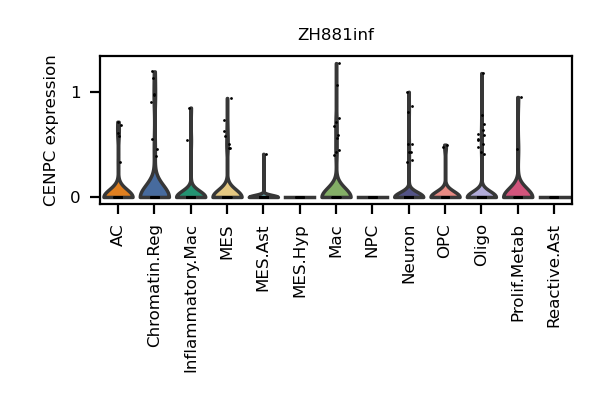 ZH881inf
CENPC expression
1
0
AC
Chromatin.Reg
Inflammatory.Mac
MES
MES.Ast
MES.Hyp
Mac
NPC
Neuron
OPC
Oligo
Prolif.Metab
Reactive.Ast